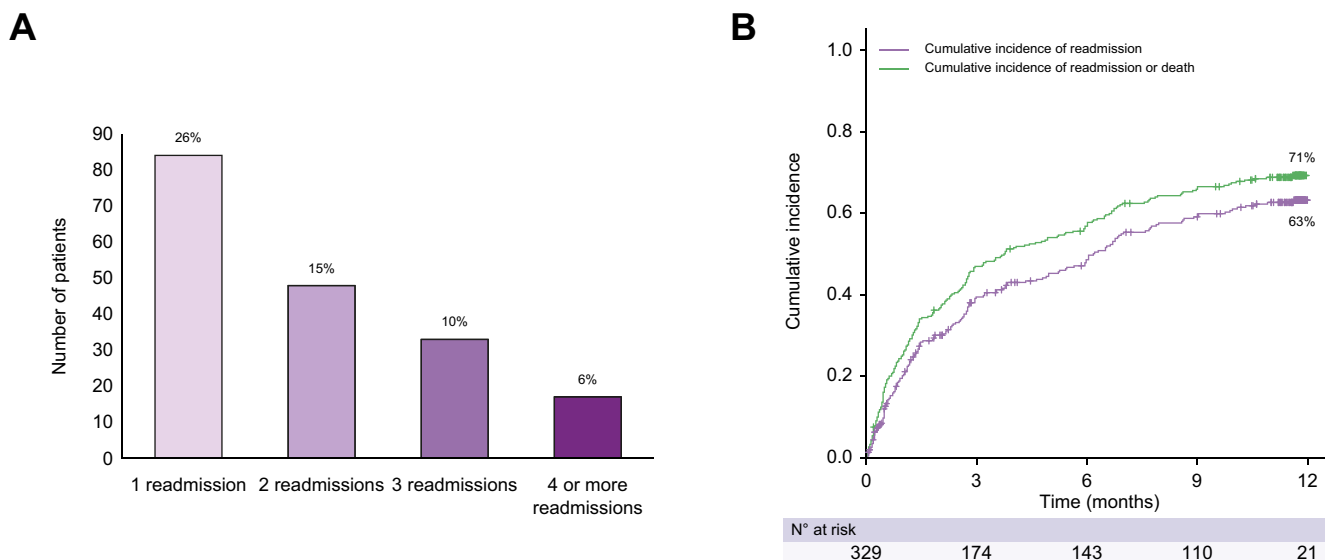 A
Number of patients
90
80
70
60
50
40
30
20
10
0
26%
15%
10%
6%
1 readmission 2 readmissions 3 readmissions 4 or more
readmissions
B
Cumulative incidence of readmission
Cumulative incidence of readmission or death
Cumulative incidence
1.0
0.8
0.6
0.4
0.2
0.0
71%
63%
0 3 6 9 12
Time (months)
N° at risk
329 174 143 110 21